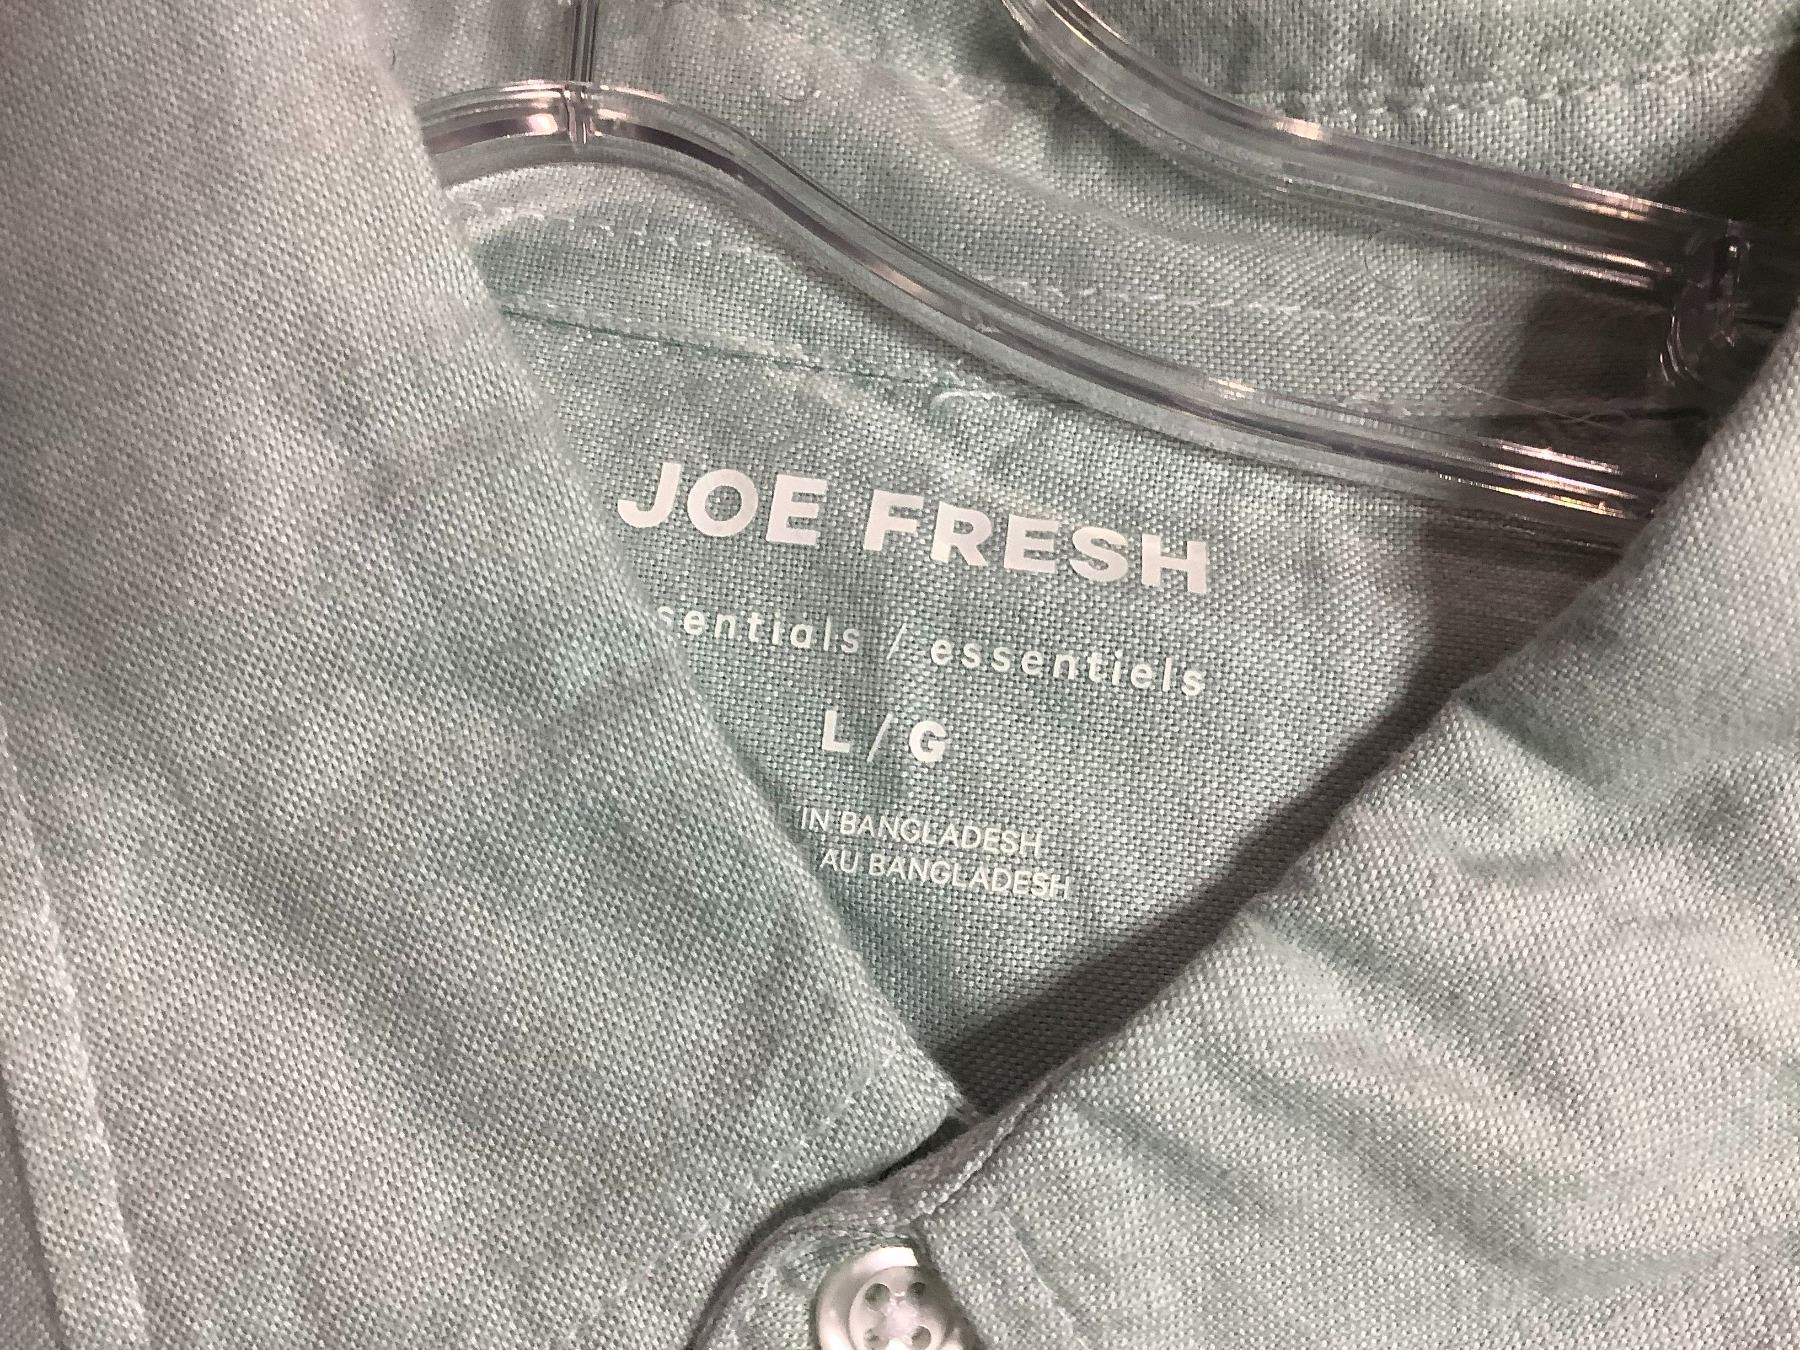 JOE FRESH
sentials / essentiels
L/G
IN BANGLADESH
AU BANGLADESH